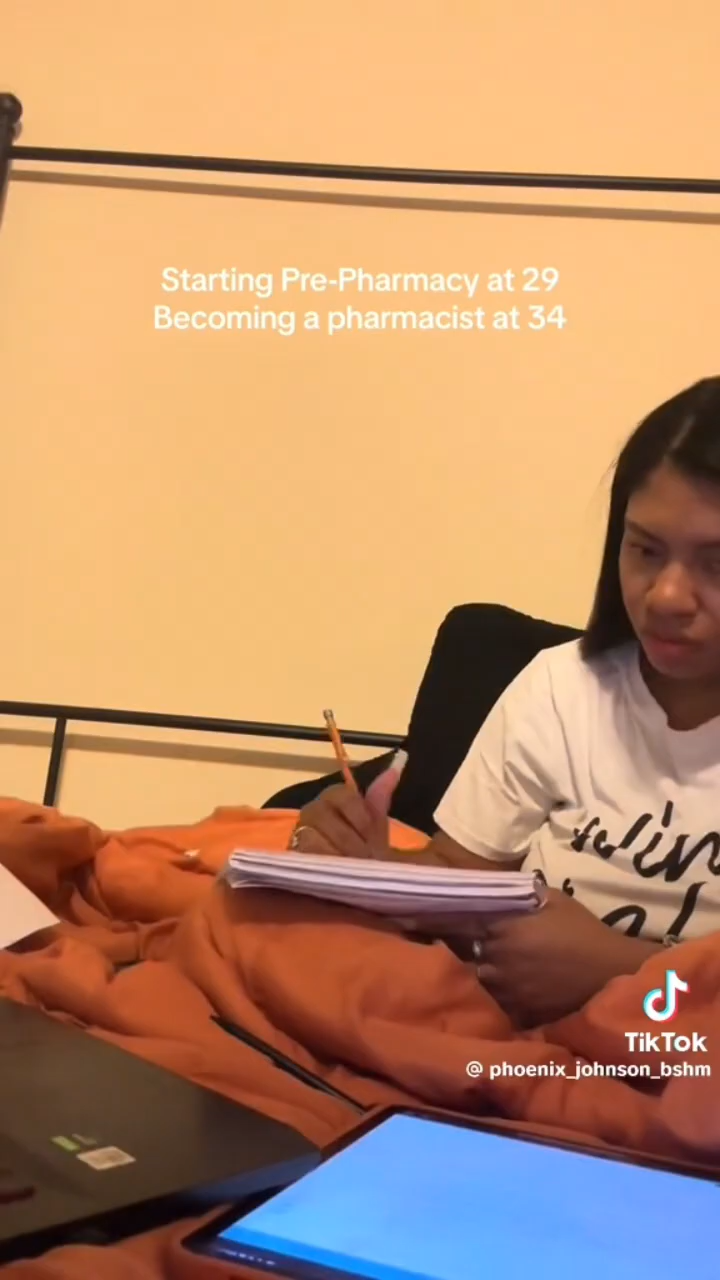 Starting Pre-Pharmacy at 29
Becoming a pharmacist at 34
TikTok
@ phoenix_johnson_bshm